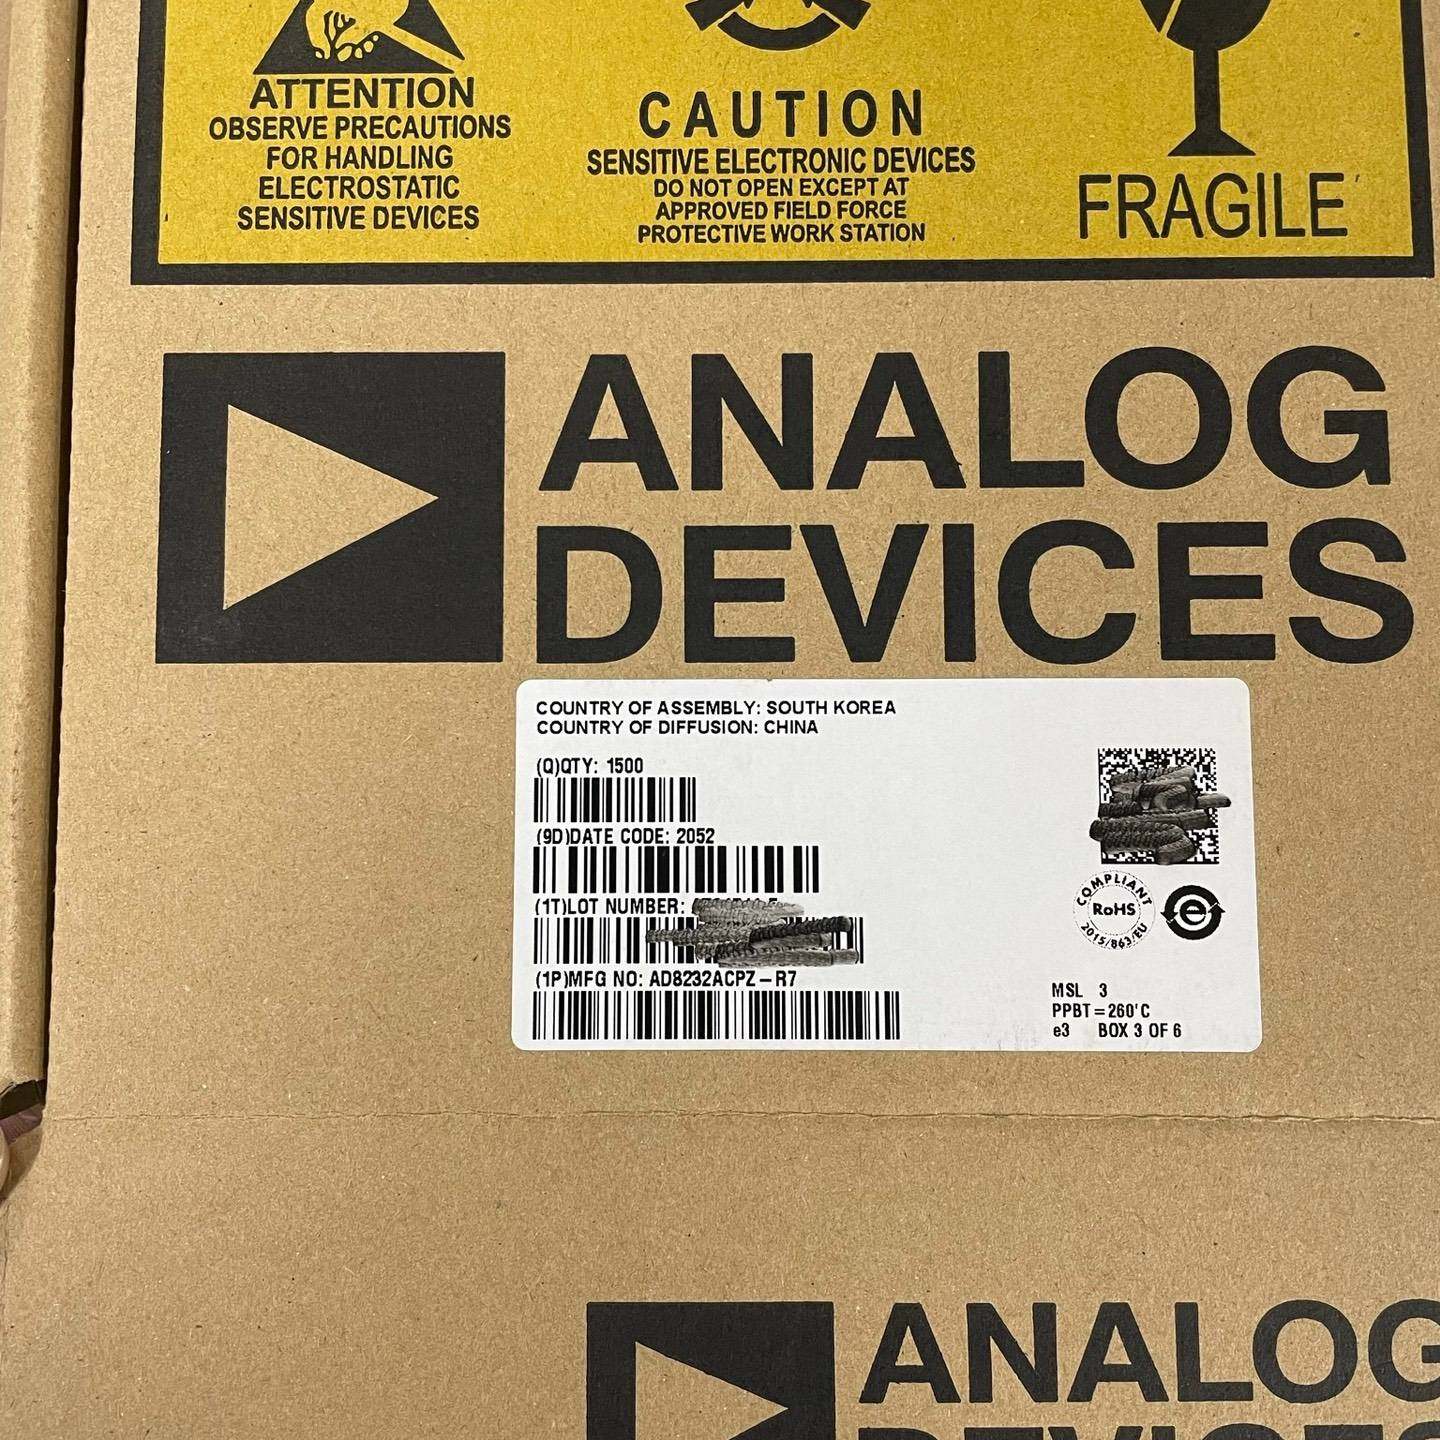 ATTENTION
OBSERVE PRECAUTIONS
FOR HANDLING
ELECTROSTATIC
SENSITIVE DEVICES
CAUTION
SENSITIVE ELECTRONIC DEVICES
DO NOT OPEN EXCEPT AT
APPROVED FIELD FORCE
PROTECTIVE WORK STATION
FRAGILE
ANALOG
DEVICES
COUNTRY OF ASSEMBLY: SOUTH KOREA
COUNTRY OF DIFFUSION: CHINA
(Q)QTY: 1500
(9D)DATE CODE: 2052
(1T)LOT NUMBER:
(1P)MFG NO: AD8232ACPZ-R7
COMPLIANT
RoHS
2015/863/EU
e
MSL 3
PPBT=260'C
e3 BOX 3 OF 6
ANALOG